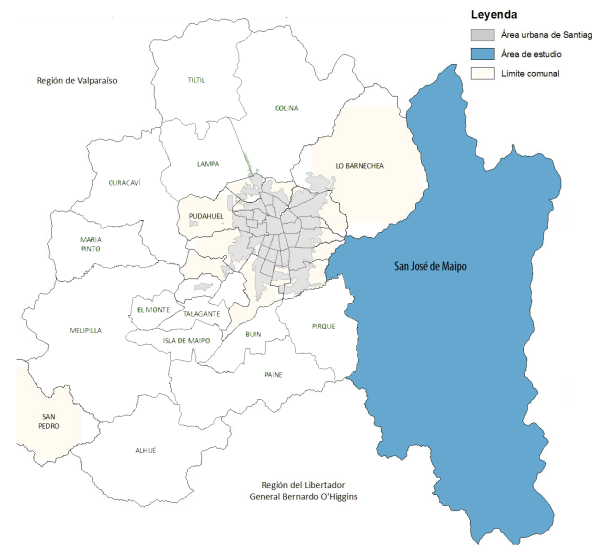 Leyenda
Área urbana de Santiag
Área de estudio
Límite comunal
Región de Valparaíso
TILTIL
COLINA
LAMPA
LO BARNECHEA
CURACAVÍ
PUDAHUEL
MARIA
PINTO
San José de Maipo
EL MONTE
TALAGANTE
MELIPILLA
ISLA DE MAIPO
BUIN
PIRQUE
PAINE
SAN
PEDRO
ALHUÉ
Región del Libertador
General Bernardo O'Higgins